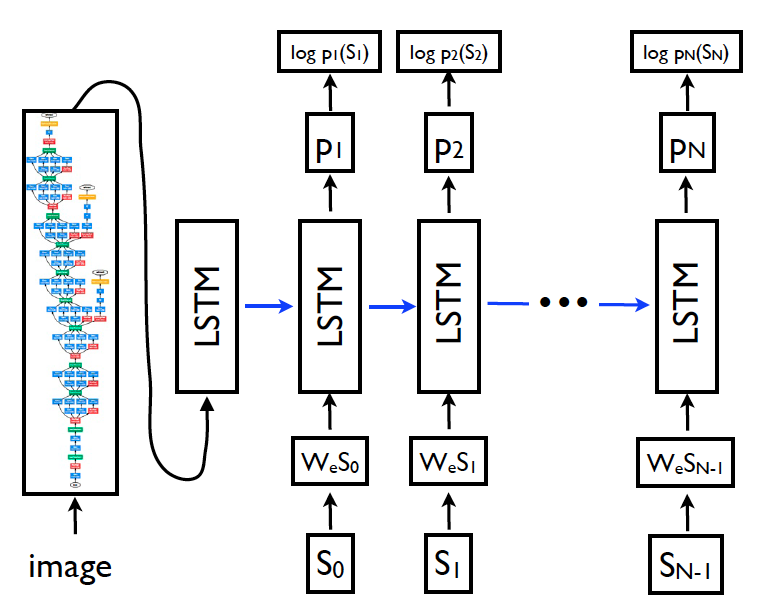 log p1(S1) log p2(S2) log pN(SN)
p1 p2 pN
LSTM LSTM LSTM ••• LSTM
WeS0 WeS1 WeSN-1
image S0 S1 SN-1